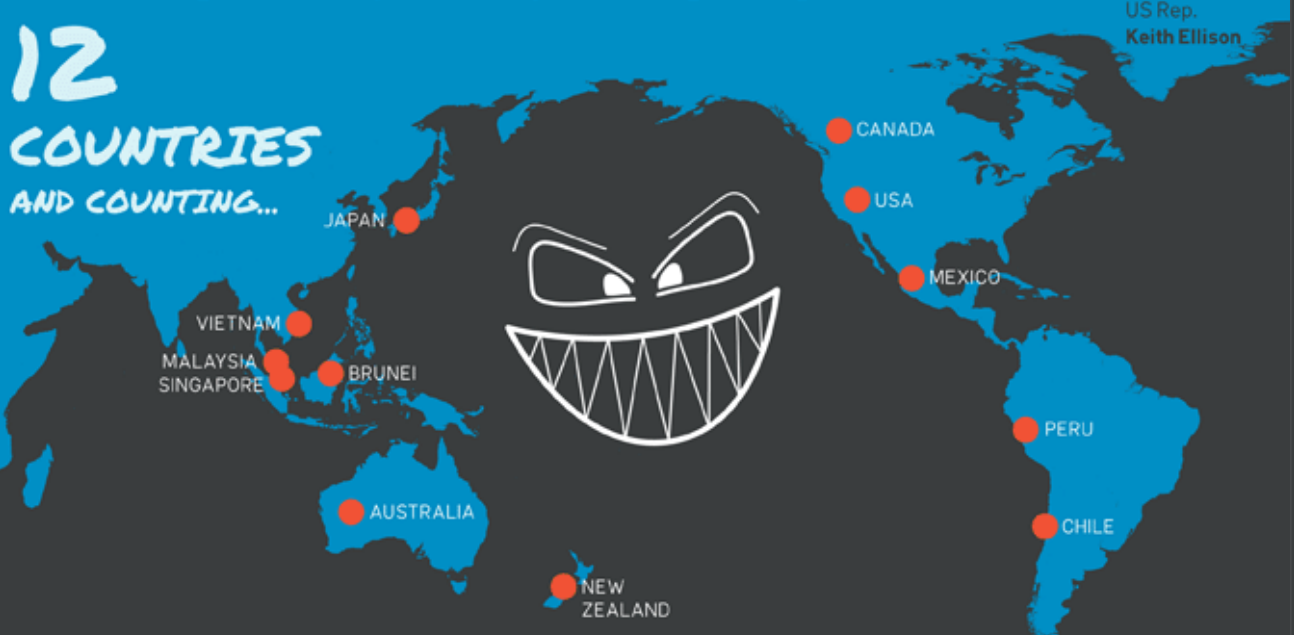 12
COUNTRIES
AND COUNTING...
US Rep.
Keith Ellison
CANADA
USA
JAPAN
MEXICO
VIETNAM
MALAYSIA
SINGAPORE
BRUNEI
PERU
AUSTRALIA
CHILE
NEW
ZEALAND